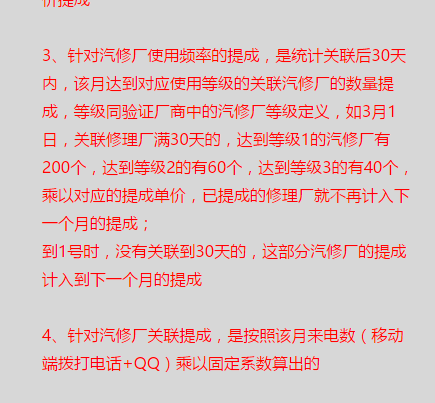 价提成
3、针对汽修厂使用频率的提成，是统计关联后30天
内，该月达到对应使用等级的关联汽修厂的数量提
成，等级同验证厂商中的汽修厂等级定义，如3月1
日，关联修理厂满30天的，达到等级1的汽修厂有
200个，达到等级2的有60个，达到等级3的有40个，
乘以对应的提成单价，已提成的修理厂就不再计入下
一个月的提成；
到1号时，没有关联到30天的，这部分汽修厂的提成
计入到下一个月的提成
4、针对汽修厂关联提成，是按照该月来电数（移动
端拨打电话+QQ）乘以固定系数算出的